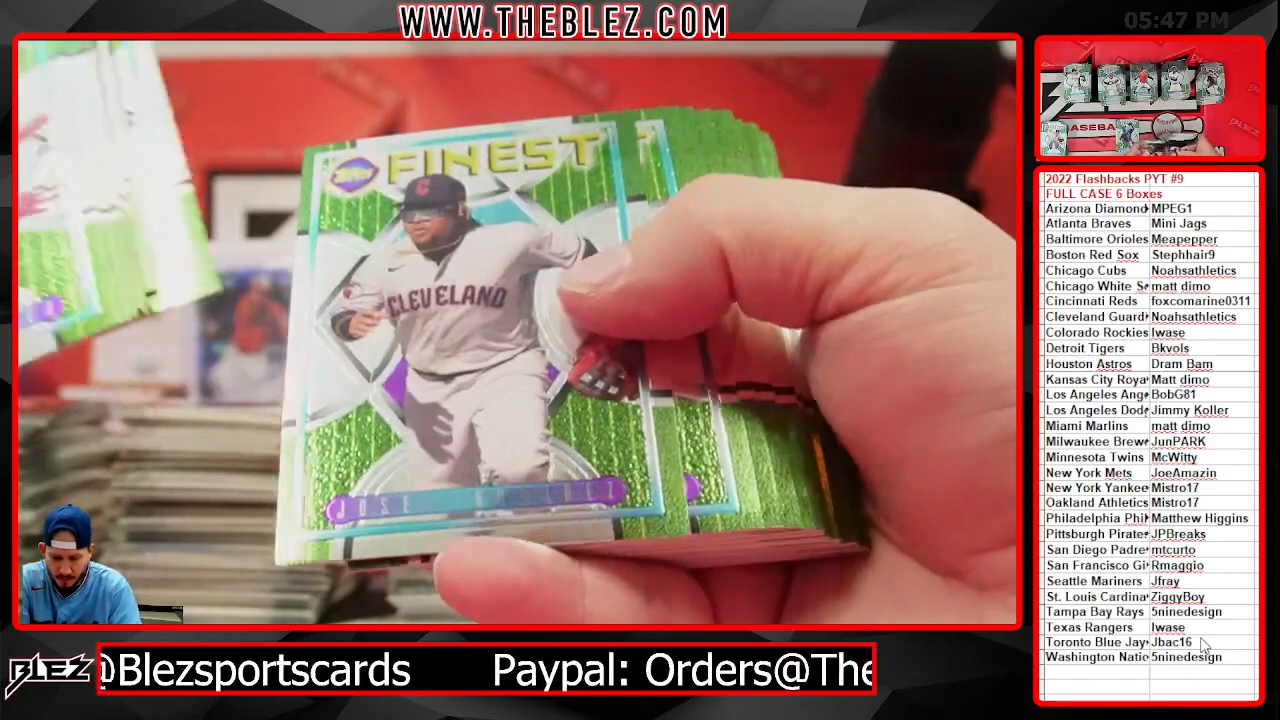 WWW.THEBLEZ.COM
05:47 PM
FINEST
C
CLEVELAND
JOSE
BASEBA
2022 Flashbacks PYT #9
FULL CASE 6 Boxes
Arizona Diamond MPEG1
Atlanta Braves Mini Jags
Baltimore Orioles Meapepper
Boston Red Sox Stephhair9
Chicago Cubs Noahsathletics
Chicago White S matt dimo
Cincinnati Reds foxcomarine0311
Cleveland Guard Noahsathletics
Colorado Rockies Iwase
Detroit Tigers Bkvols
Houston Astros Dram Bam
Kansas City Roya Matt dimo
Los Angeles Ang BobG81
Los Angeles Dod Jimmy Koller
Miami Marlins matt dimo
Milwaukee Brew JunPARK
Minnesota Twins McWitty
New York Mets JoeAmazin
New York Yankee Mistro17
Oakland Athletics Mistro17
Philadelphia Phi Matthew Higgins
Pittsburgh Pirate JPBreaks
San Diego Padre mtcurto
San Francisco Gi Rmaggio
Seattle Mariners Jfray
St. Louis Cardina ZiggyBoy
Tampa Bay Rays 5ninedesign
Texas Rangers Iwase
Toronto Blue Jay Jbac16
Washington Natio 5ninedesign
BLEZ @Blezsportscards Paypal: Orders@The